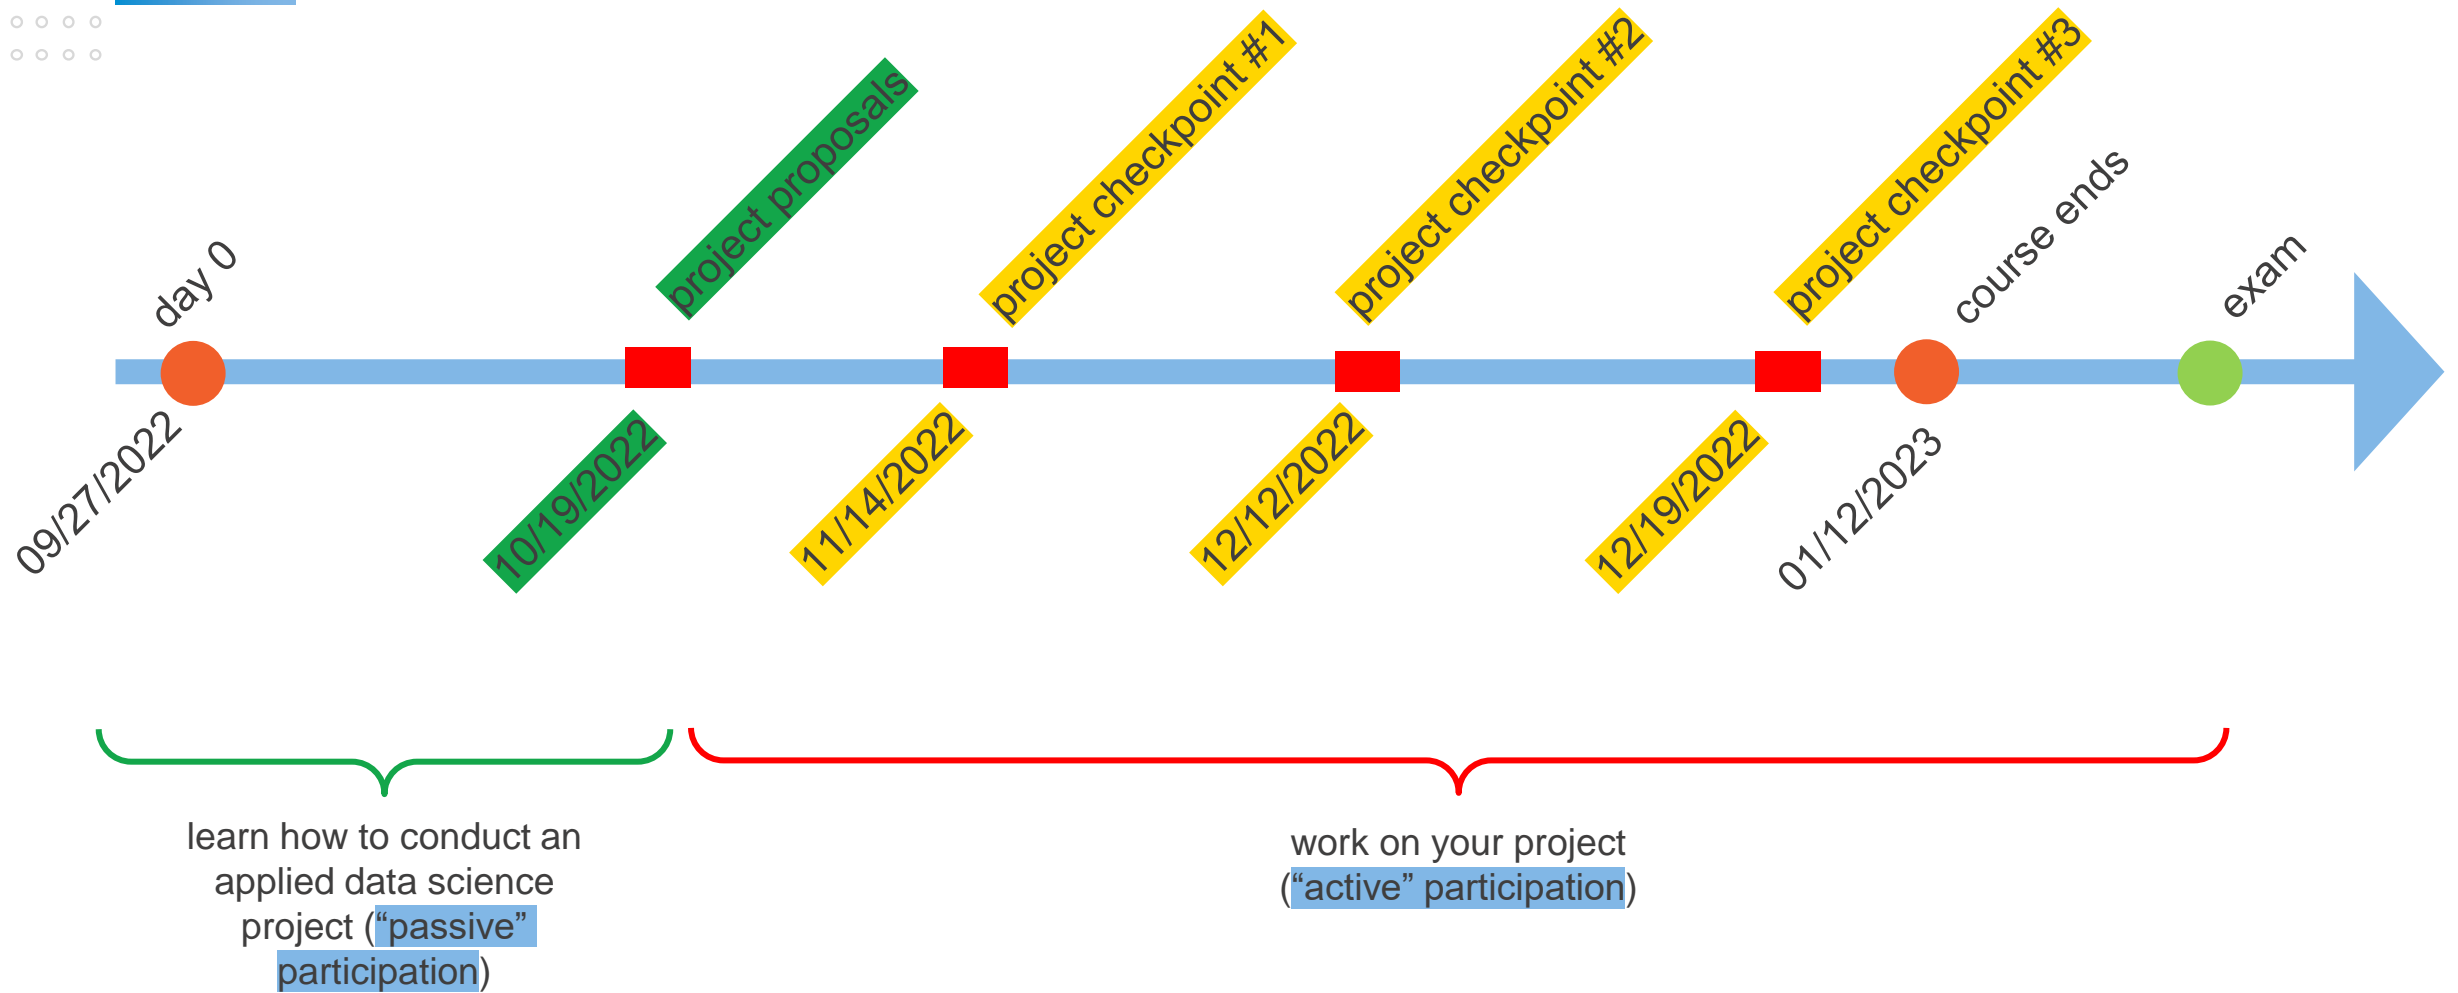 day 0
project proposals
project checkpoint #1
project checkpoint #2
project checkpoint #3
course ends
exam
09/27/2022
10/19/2022
11/14/2022
12/12/2022
12/19/2022
01/12/2023
learn how to conduct an
applied data science
project (“passive”
participation)
work on your project
(“active” participation)